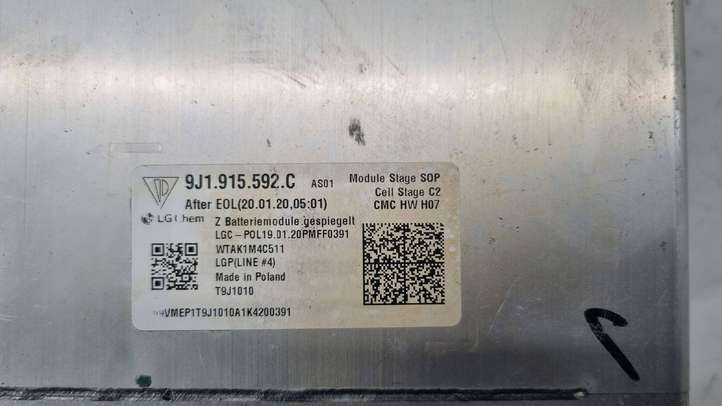 9J1.915.592.C AS01 Module Stage SOP
After EOL(20.01.20,05:01) Cell Stage C2
CMC HW H07
LG Chem Z Batteriemodule gespiegelt
LGC-POL19.01.20PMFF0391
WTAK1M4C511
LGP(LINE #4)
Made in Poland
T9J1010
VMEP1T9J1010A1K4200391